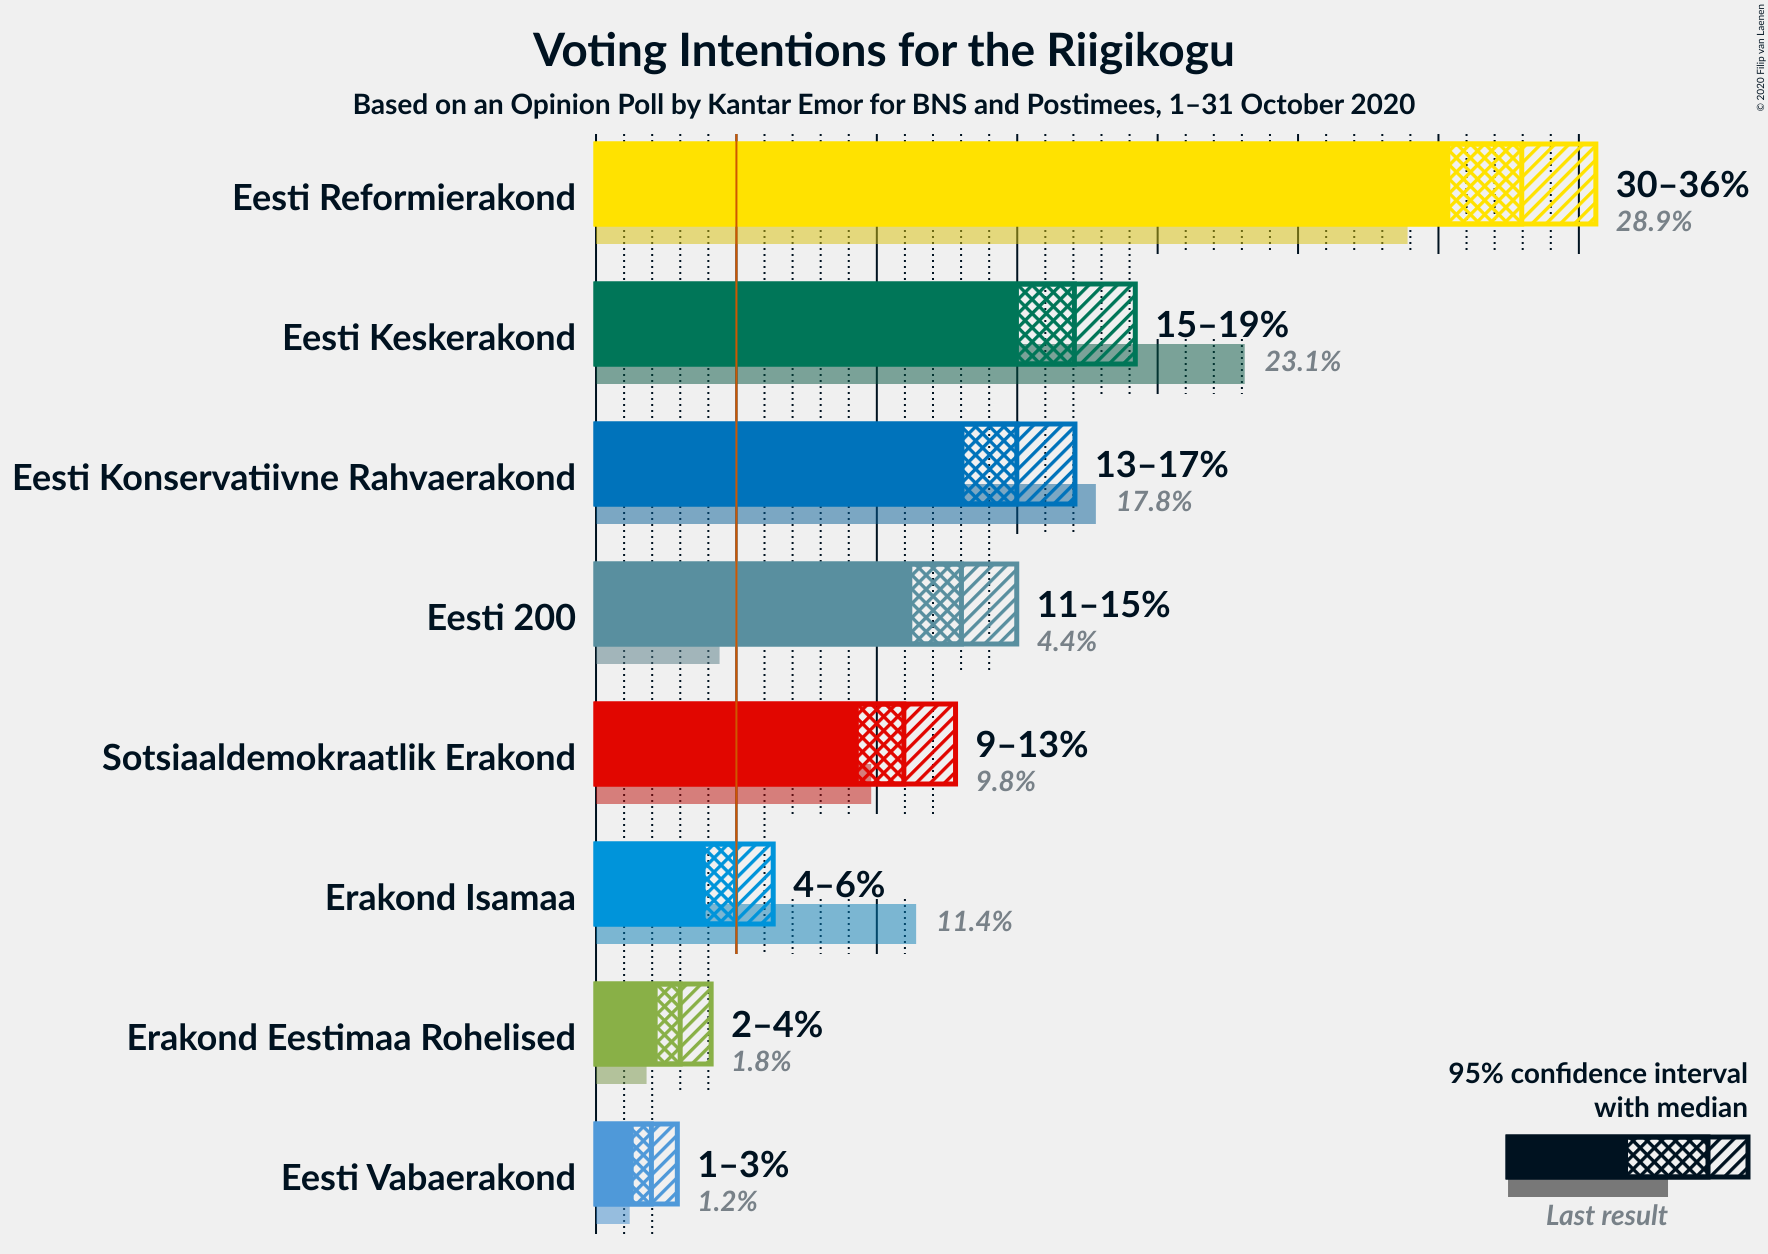 Voting Intentions for the Riigikogu
Based on an Opinion Poll by Kantar Emor for BNS and Postimees, 1–31 October 2020
© 2020 Filip van Laenen
Eesti Reformierakond
30–36%
28.9%
Eesti Keskerakond
15–19%
23.1%
Eesti Konservatiivne Rahvaerakond
13–17%
17.8%
Eesti 200
11–15%
4.4%
Sotsiaaldemokraatlik Erakond
9–13%
9.8%
Erakond Isamaa
4–6%
11.4%
Erakond Eestimaa Rohelised
2–4%
1.8%
Eesti Vabaerakond
1–3%
1.2%
95% confidence interval
with median
Last result